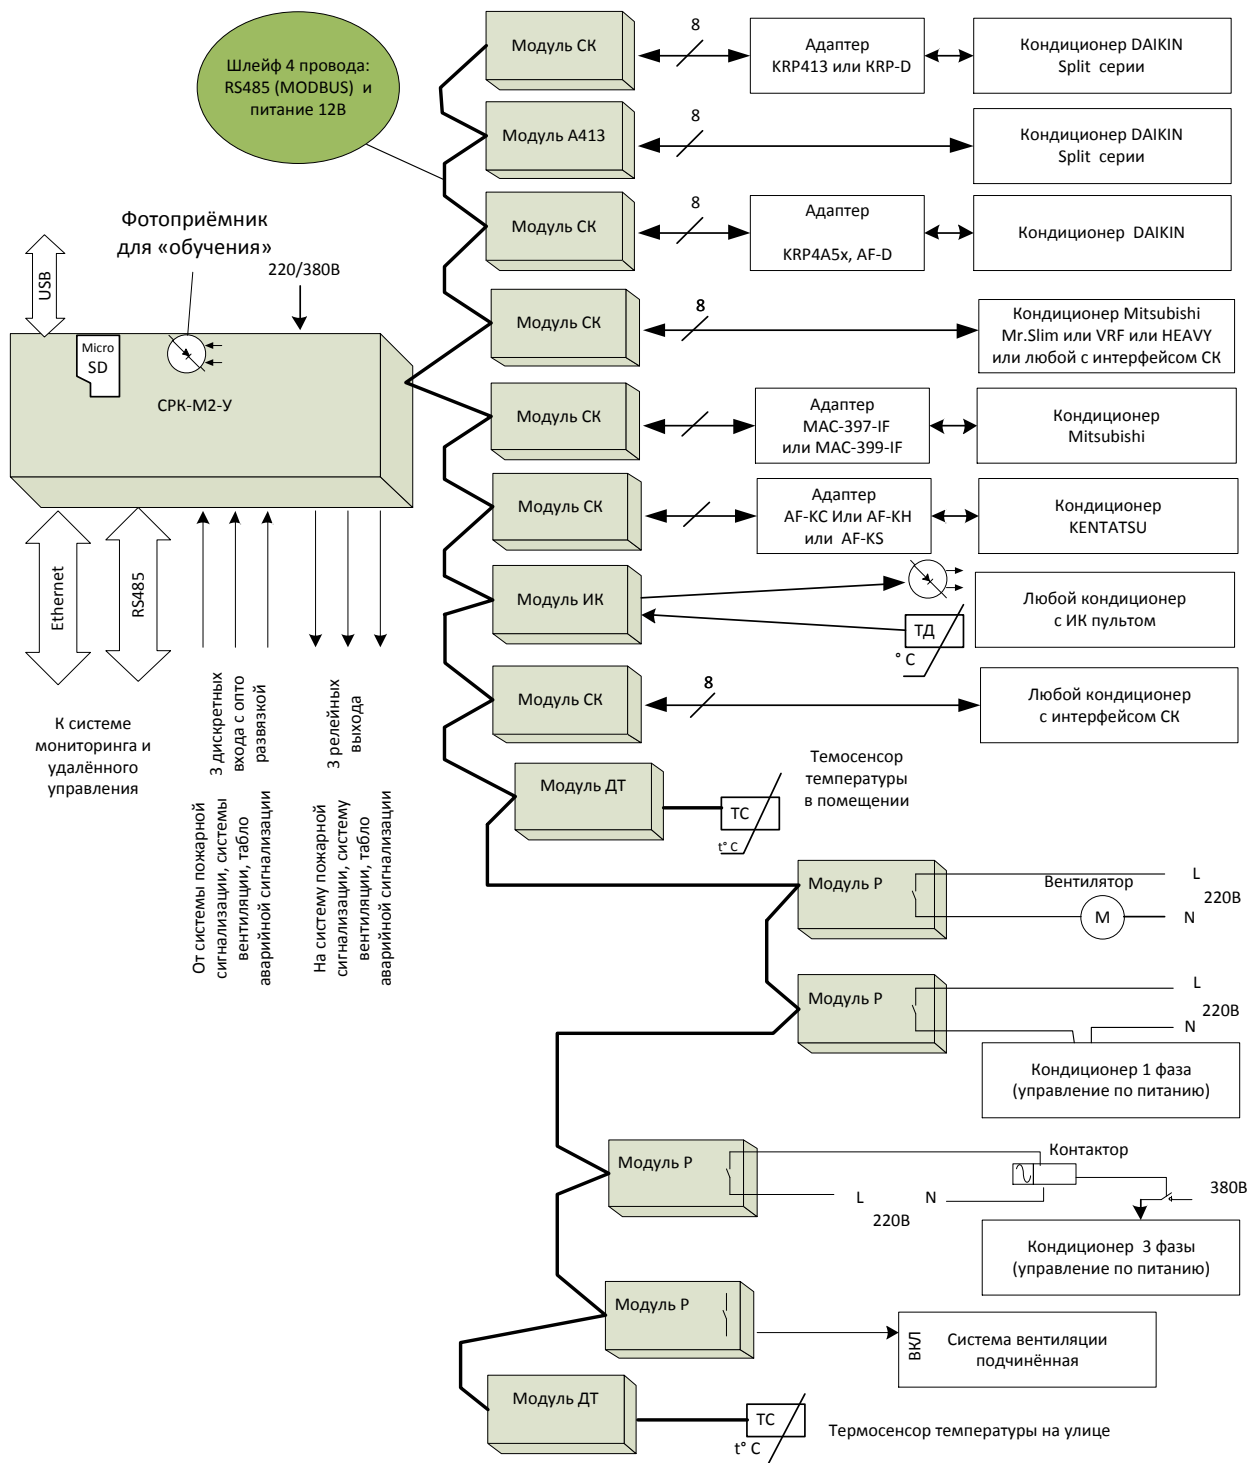 Шлейф 4 провода:
RS485 (MODBUS) и
питание 12В
Фотоприёмник
для «обучения»
220/380В
USB
Micro
SD
СРК-М2-У
Ethernet
RS485
К системе
мониторинга и
удалённого
управления
3 дискретных
входа с опто
развязкой
3 релейных
выхода
От системы пожарной
сигнализации, системы
вентиляции, табло
аварийной сигнализации
На систему пожарной
сигнализации, систему
вентиляции, табло
аварийной сигнализации
Модуль СК
8
Адаптер
KRP413 или KRP-D
Кондиционер DAIKIN
Split серии
Модуль А413
8
Кондиционер DAIKIN
Split серии
Модуль СК
8
Адаптер
KRP4A5x, AF-D
Кондиционер DAIKIN
Модуль СК
8
Кондиционер Mitsubishi
Mr.Slim или VRF или HEAVY
или любой с интерфейсом СК
Модуль СК
Адаптер
MAC-397-IF
или MAC-399-IF
Кондиционер
Mitsubishi
Модуль СК
Адаптер
AF-KC Или AF-KH
или AF-KS
Кондиционер
KENTATSU
Модуль ИК
ТД
° C
Любой кондиционер
с ИК пультом
Модуль СК
8
Любой кондиционер
с интерфейсом СК
Модуль ДТ
ТС
t° C
Темосенсор
температуры
в помещении
Модуль Р
Вентилятор
М
L
220В
N
Модуль Р
L
220В
N
Кондиционер 1 фаза
(управление по питанию)
Модуль Р
L
N
220В
Контактор
380В
Кондиционер 3 фазы
(управление по питанию)
Модуль Р
ВКЛ
Система вентиляции
подчинённая
Модуль ДТ
ТС
t° C
Термосенсор температуры на улице